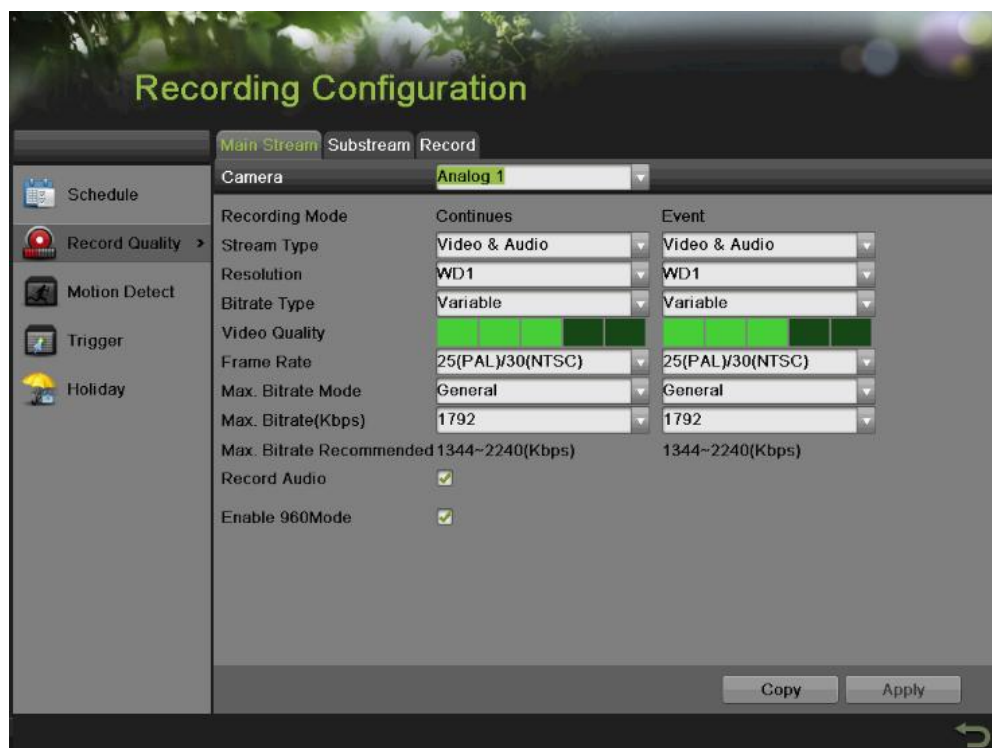 Recording Configuration
Main Stream Substream Record
Camera Analog 1
Schedule
Record Quality >
Motion Detect
Trigger
Holiday
Recording Mode Continues Event
Stream Type Video & Audio Video & Audio
Resolution WD1 WD1
Bitrate Type Variable Variable
Video Quality
Frame Rate 25(PAL)/30(NTSC) 25(PAL)/30(NTSC)
Max. Bitrate Mode General General
Max. Bitrate(Kbps) 1792 1792
Max. Bitrate Recommended 1344~2240(Kbps) 1344~2240(Kbps)
Record Audio
Enable 960Mode
Copy Apply